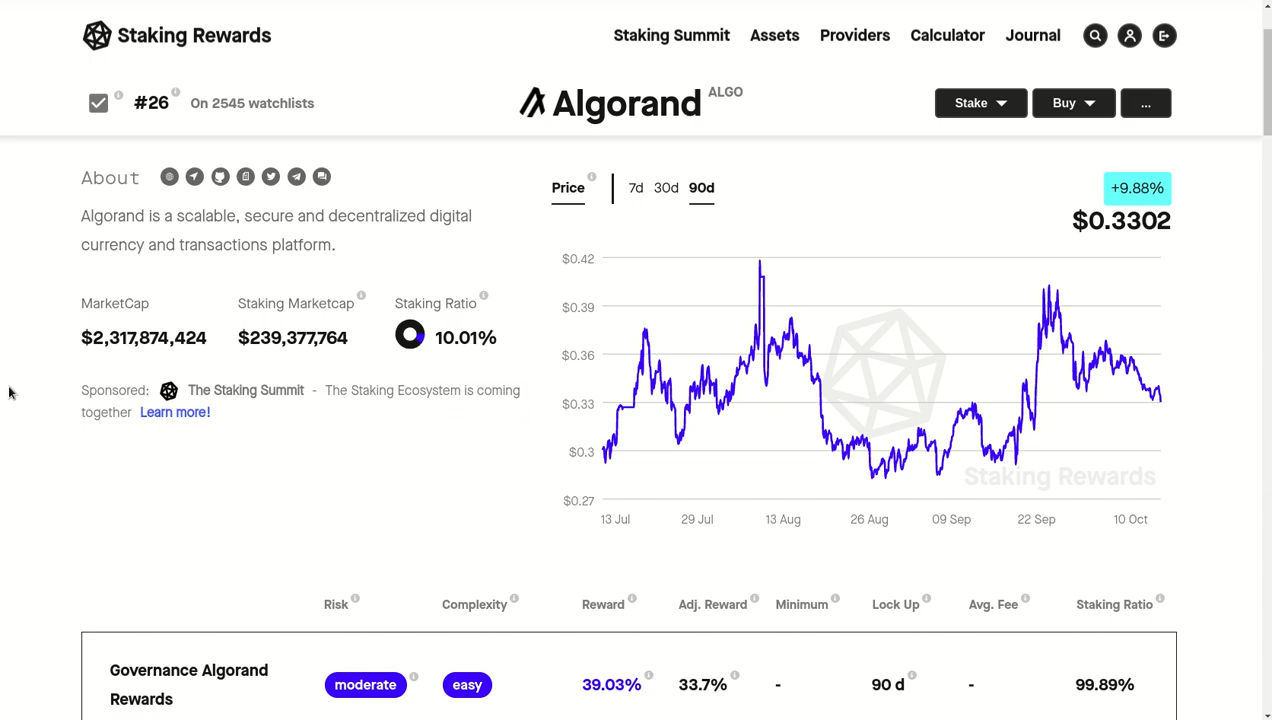 Staking Rewards
Staking Summit Assets Providers Calculator Journal
#26 On 2545 watchlists
Algorand ALGO
Stake Buy ...
About
Algorand is a scalable, secure and decentralized digital
currency and transactions platform.
MarketCap Staking Marketcap Staking Ratio
$2,317,874,424 $239,377,764 10.01%
Sponsored: The Staking Summit - The Staking Ecosystem is coming
together Learn more!
Price 7d 30d 90d
+9.88%
$0.3302
$0.42
$0.39
$0.36
$0.33
$0.3
$0.27
Staking Rewards
13 Jul 29 Jul 13 Aug 26 Aug 09 Sep 22 Sep 10 Oct
Risk Complexity Reward Adj. Reward Minimum Lock Up Avg. Fee Staking Ratio
Governance Algorand
Rewards
moderate easy 39.03% 33.7% - 90 d - 99.89%